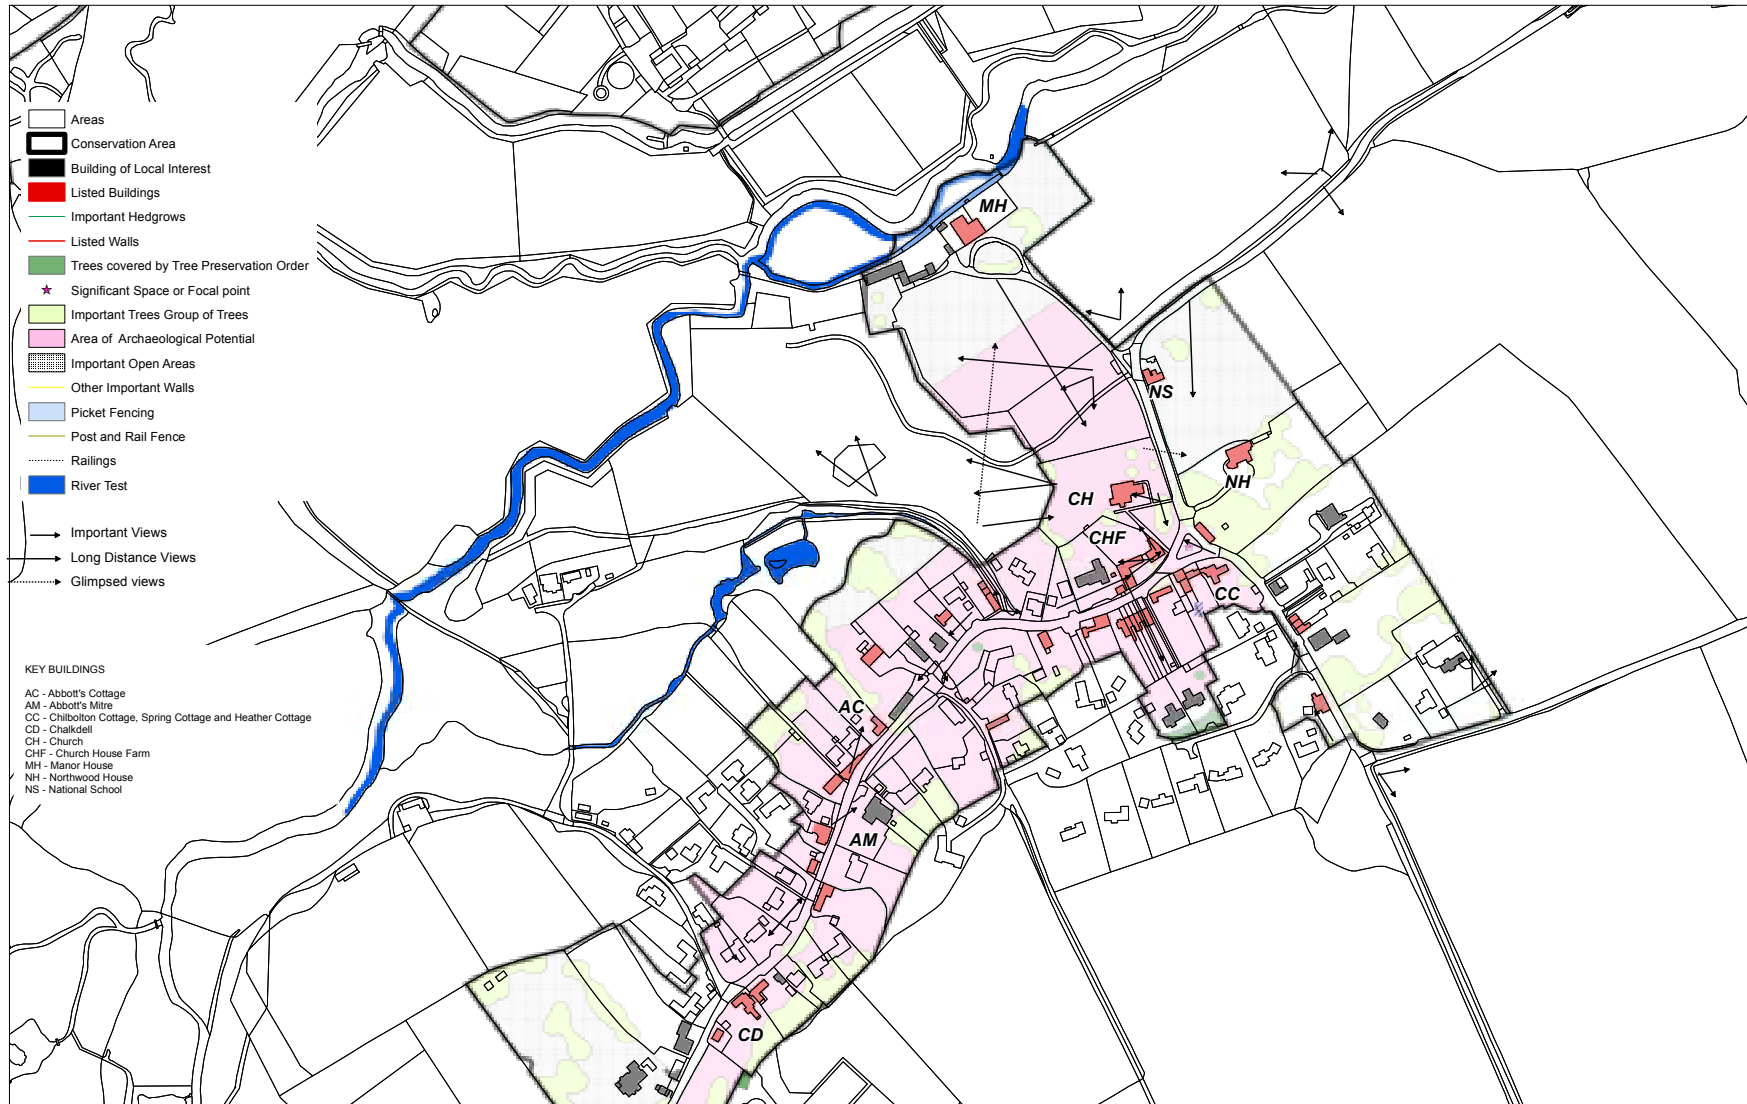 Areas
Conservation Area
Building of Local Interest
Listed Buildings
Important Hedgrows
Listed Walls
Trees covered by Tree Preservation Order
Significant Space or Focal point
Important Trees Group of Trees
Area of Archaeological Potential
Important Open Areas
Other Important Walls
Picket Fencing
Post and Rail Fence
Railings
River Test
Important Views
Long Distance Views
Glimpsed views
KEY BUILDINGS
AC - Abbott's Cottage
AM - Abbott's Mitre
CC - Chilbolton Cottage, Spring Cottage and Heather Cottage
CD - Chalkdell
CH - Church
CHF - Church House Farm
MH - Manor House
NH - Northwood House
NS - National School
MH
NS
NH
CH
CHF
CC
AC
AM
CD